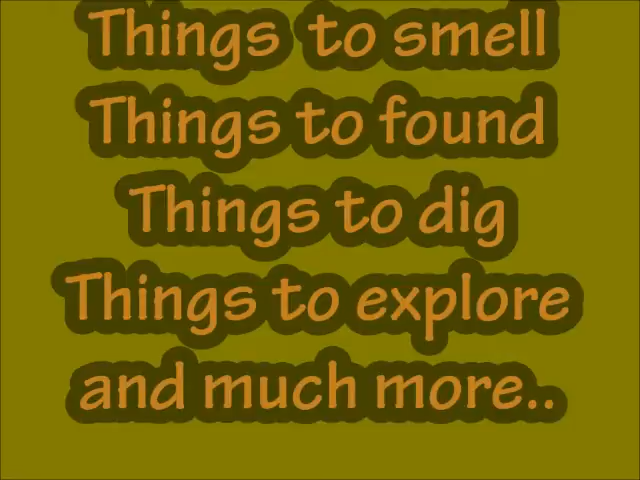 Things to smell
Things to found
Things to dig
Things to explore
and much more..